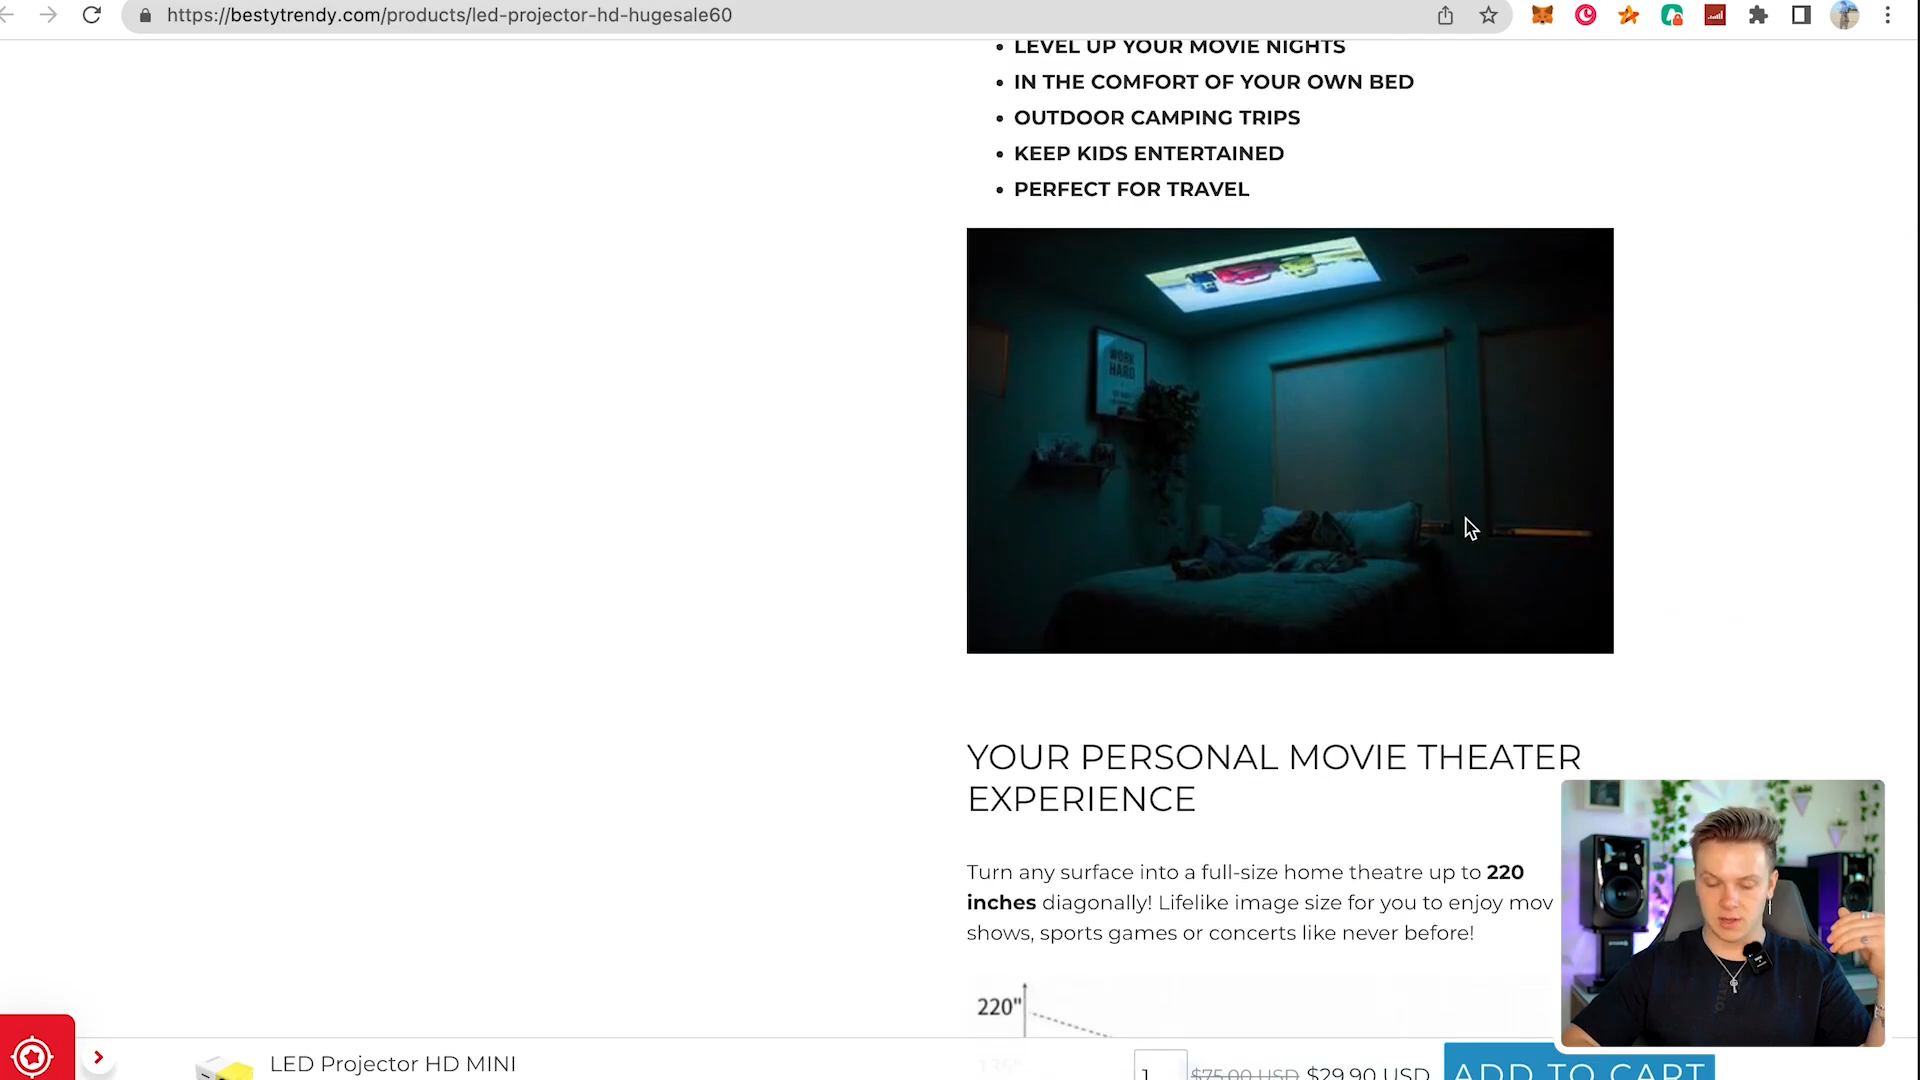 https://bestytrendy.com/products/led-projector-hd-hugesale60
• LEVEL UP YOUR MOVIE NIGHTS
• IN THE COMFORT OF YOUR OWN BED
• OUTDOOR CAMPING TRIPS
• KEEP KIDS ENTERTAINED
• PERFECT FOR TRAVEL
WORK
HARD
YOUR PERSONAL MOVIE THEATER
EXPERIENCE
Turn any surface into a full-size home theatre up to 220
inches diagonally! Lifelike image size for you to enjoy mov
shows, sports games or concerts like never before!
220"
135"
LED Projector HD MINI
1 $75.00 USD $29.90 USD ADD TO CART